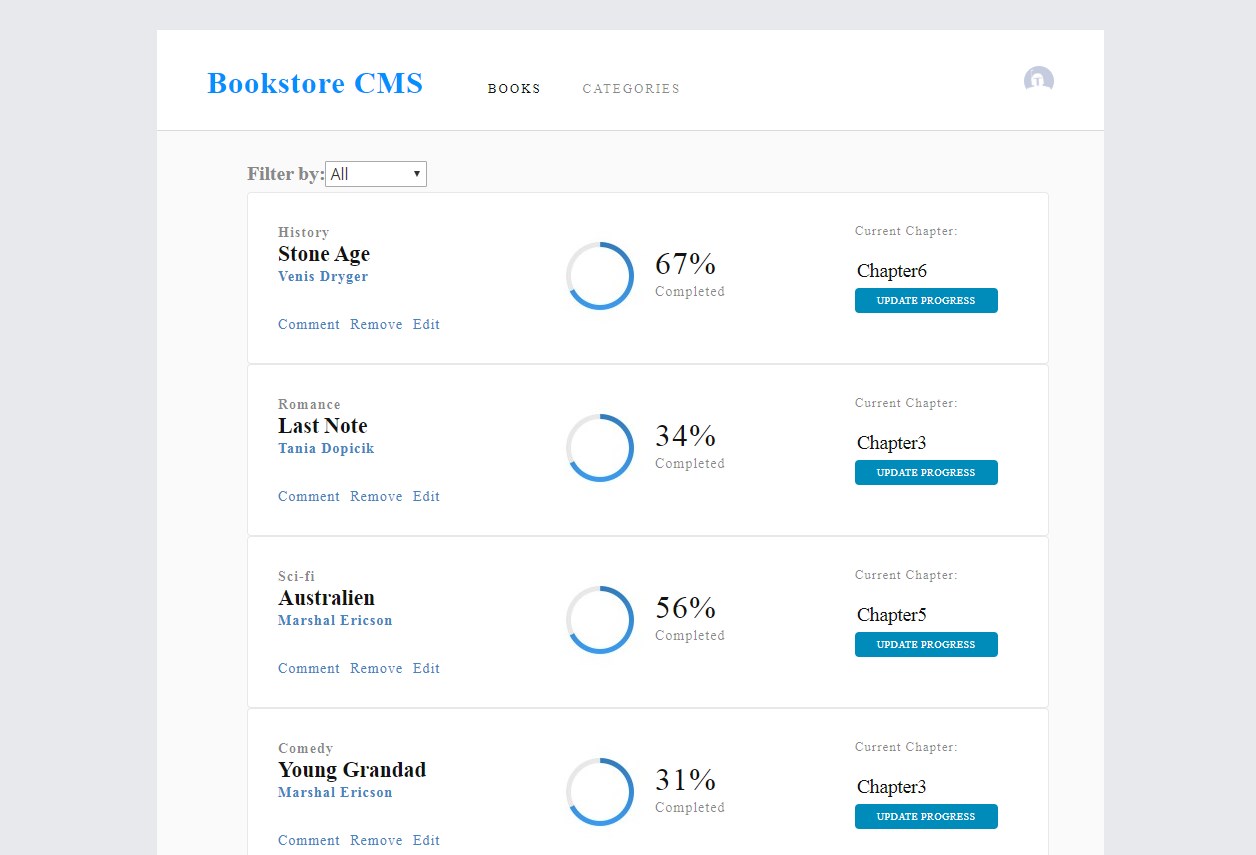 Bookstore CMS BOOKS CATEGORIES
Filter by: All
History
Stone Age
Venis Dryger
Comment Remove Edit
67%
Completed
Current Chapter:
Chapter6
UPDATE PROGRESS
Romance
Last Note
Tania Dopicik
Comment Remove Edit
34%
Completed
Current Chapter:
Chapter3
UPDATE PROGRESS
Sci-fi
Australien
Marshal Ericson
Comment Remove Edit
56%
Completed
Current Chapter:
Chapter5
UPDATE PROGRESS
Comedy
Young Grandad
Marshal Ericson
Comment Remove Edit
31%
Completed
Current Chapter:
Chapter3
UPDATE PROGRESS